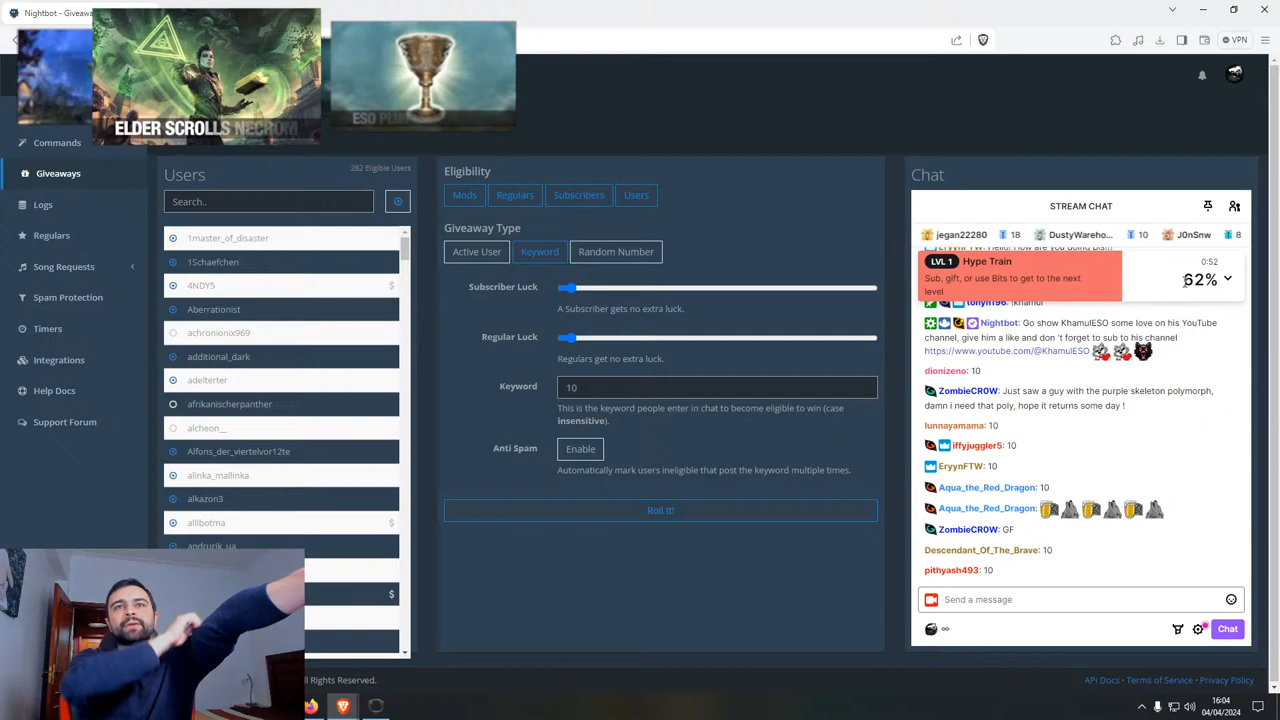 Nightbot - Giveaw
VPN
ELDER SCROLLS NECROM
ESO PLU
Commands
Giveaways
Logs
Regulars
Song Requests
Spam Protection
Timers
Integrations
Help Docs
Support Forum
Users
282 Eligible Users
Search..
1master_of_disaster
1Schaefchen
4NDY5
$
Aberrationist
achronionix969
additional_dark
adelterter
afrikanischerpanther
alcheon__
Alfons_der_viertelvor12te
alinka_mallinka
alkazon3
allibotma
$
andrurik_ua
$
Eligibility
Mods
Regulars
Subscribers
Users
Giveaway Type
Active User
Keyword
Random Number
Subscriber Luck
A Subscriber gets no extra luck.
Regular Luck
Regulars get no extra luck.
Keyword
10
This is the keyword people enter in chat to become eligible to win (case
insensitive).
Anti Spam
Enable
Automatically mark users ineligible that post the keyword multiple times.
Roll It!
Chat
STREAM CHAT
jegan22280
18
DustyWareho...
10
J0nSnw
8
LVL 1
Hype Train
0:52
Sub, gift, or use Bits to get to the next
level
62%
tonyh196: !khamul
Nightbot: Go show KhamulESO some love on his YouTube
channel, give him a like and don 't forget to sub to his channel
https://www.youtube.com/@KhamulESO
dionizeno: 10
ZombieCR0W: Just saw a guy with the purple skeleton polymorph,
damn i need that poly, hope it returns some day !
lunnayamama: 10
iffyjuggler5: 10
EryynFTW: 10
Aqua_the_Red_Dragon: 10
Aqua_the_Red_Dragon:
ZombieCR0W: GF
Descendant_Of_The_Brave: 10
pithyash493: 10
Send a message
∞
Chat
ll Rights Reserved.
API Docs · Terms of Service · Privacy Policy
16:04
04/04/2024